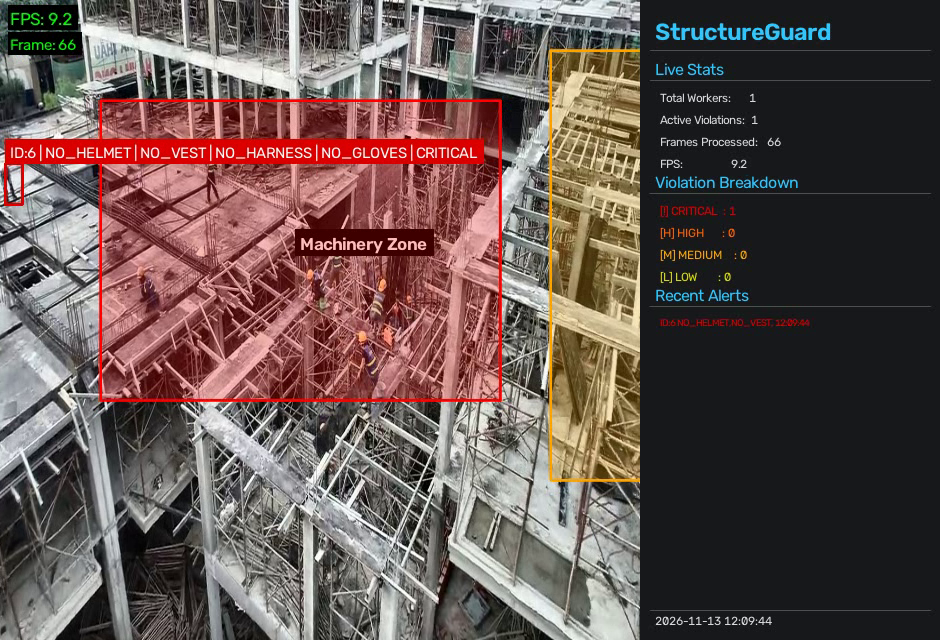 FPS: 9.2
Frame: 66
ID:6 | NO_HELMET | NO_VEST | NO_HARNESS | NO_GLOVES | CRITICAL
Machinery Zone
StructureGuard
Live Stats
Total Workers: 1
Active Violations: 1
Frames Processed: 66
FPS: 9.2
Violation Breakdown
[!] CRITICAL : 1
[H] HIGH : 0
[M] MEDIUM : 0
[L] LOW : 0
Recent Alerts
ID:6 NO_HELMET,NO_VEST, 12:09:44
2026-11-13 12:09:44